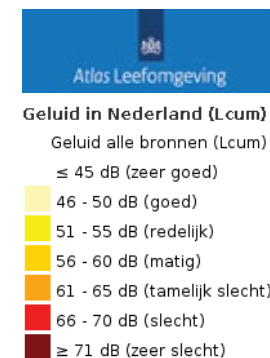 Atlas Leefomgeving
Geluid in Nederland (Lcum)
Geluid alle bronnen (Lcum)
≤ 45 dB (zeer goed)
46 - 50 dB (goed)
51 - 55 dB (redelijk)
56 - 60 dB (matig)
61 - 65 dB (tamelijk slecht)
66 - 70 dB (slecht)
≥ 71 dB (zeer slecht)